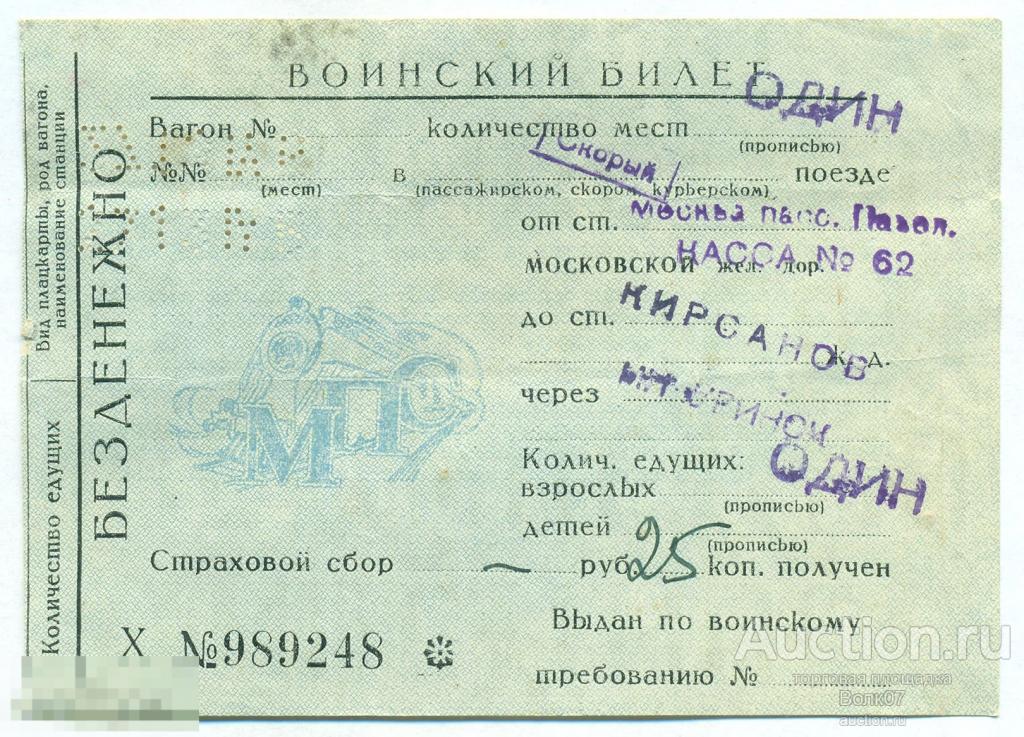 ВОИНСКИЙ БИЛЕТ
ОДИН
Вагон № количество мест
(прописью)
Скорый
№№ в поезде
(мест) (пассажирском, скором, курьерском)
от ст. Москва пасс. Павел.
КАССА № 62
МОСКОВСКОЙ жел. дор.
до ст. КИРСАНОВ
ж. д.
через
ОДИН
Колич. едущих:
взрослых
(прописью)
детей
(прописью)
Страховой сбор – руб. 25 коп. получен
Выдан по воинскому
требованию №
Х №989248
БЕЗДЕНЕЖНО
Вид плацкарты, род вагона,
наименование станции
Количество едущих
МПС
Auction.ru
торговая площадка
Волк07
auction.ru